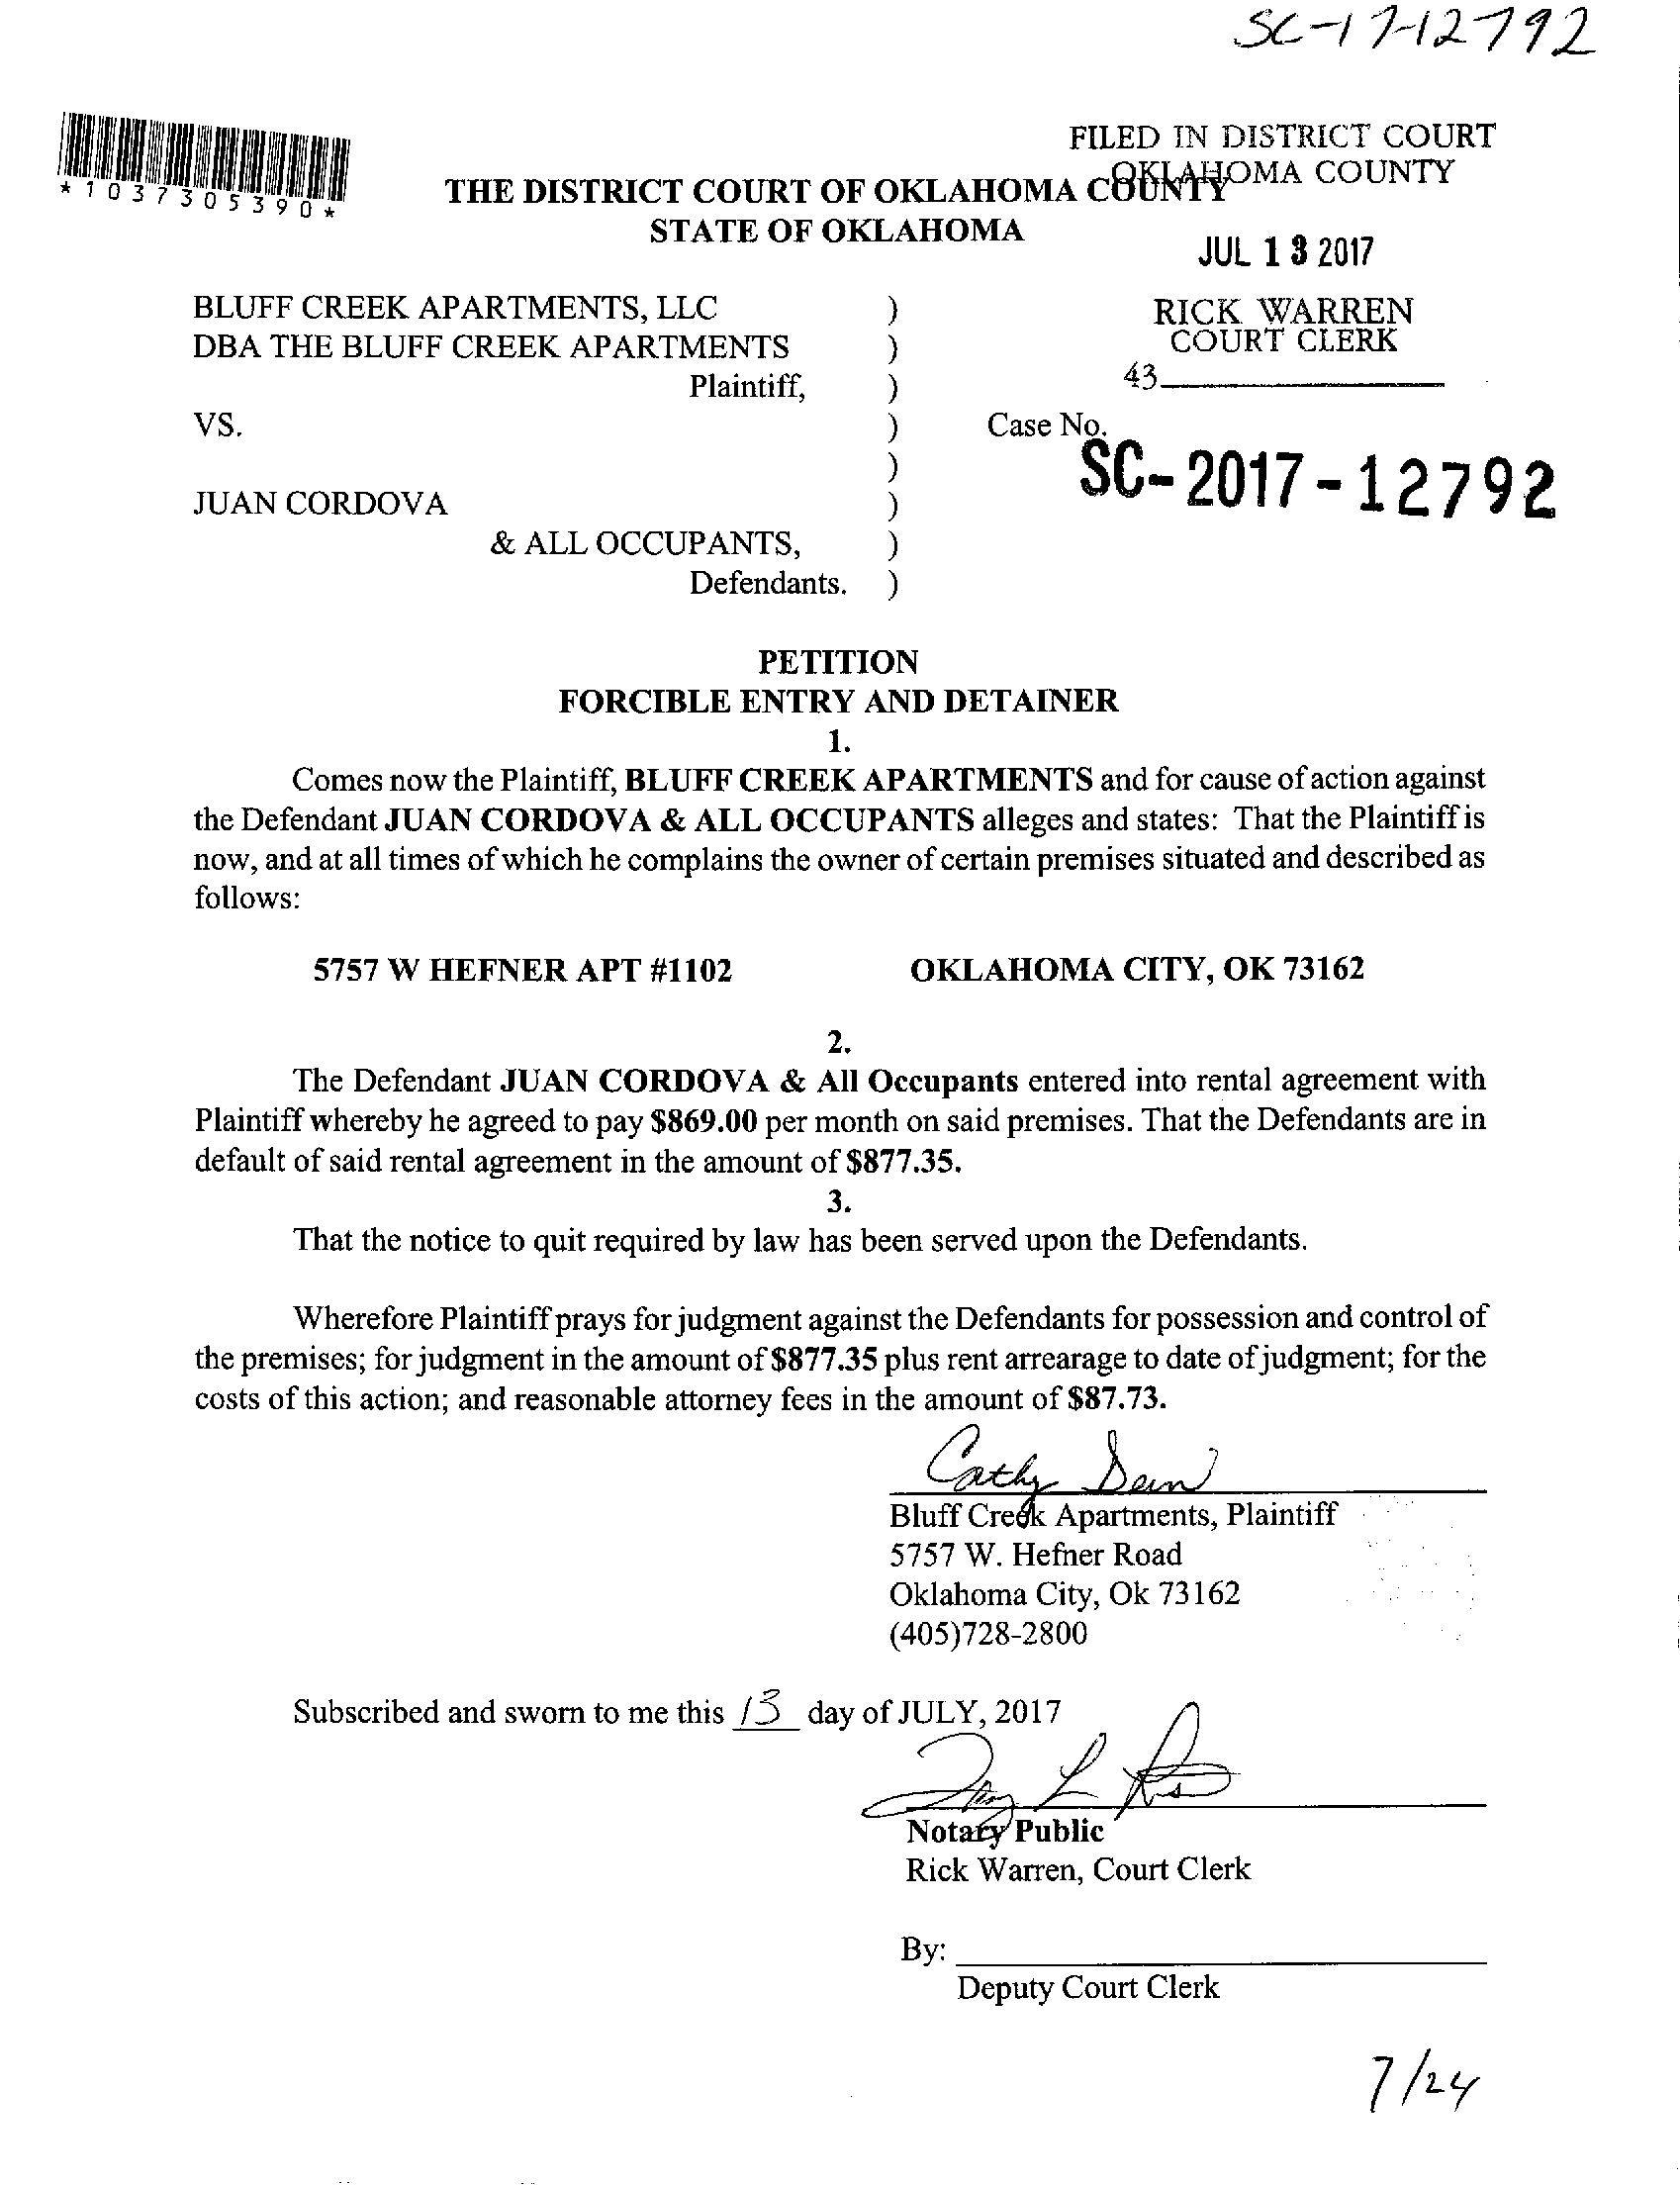 SC-17-12792
*1037305390*
FILED IN DISTRICT COURT
OKLAHOMA COUNTY
THE DISTRICT COURT OF OKLAHOMA COUNTY
STATE OF OKLAHOMA
JUL 13 2017
BLUFF CREEK APARTMENTS, LLC )
DBA THE BLUFF CREEK APARTMENTS )
Plaintiff, )
RICK WARREN
COURT CLERK
43
VS. )
)
Case No.
SC-2017-12792
JUAN CORDOVA )
& ALL OCCUPANTS, )
Defendants. )
PETITION
FORCIBLE ENTRY AND DETAINER
1.
Comes now the Plaintiff, BLUFF CREEK APARTMENTS and for cause of action against
the Defendant JUAN CORDOVA & ALL OCCUPANTS alleges and states: That the Plaintiff is
now, and at all times of which he complains the owner of certain premises situated and described as
follows:
5757 W HEFNER APT #1102 OKLAHOMA CITY, OK 73162
2.
The Defendant JUAN CORDOVA & All Occupants entered into rental agreement with
Plaintiff whereby he agreed to pay $869.00 per month on said premises. That the Defendants are in
default of said rental agreement in the amount of $877.35.
3.
That the notice to quit required by law has been served upon the Defendants.
Wherefore Plaintiff prays for judgment against the Defendants for possession and control of
the premises; for judgment in the amount of $877.35 plus rent arrearage to date of judgment; for the
costs of this action; and reasonable attorney fees in the amount of $87.73.
Cathy Dean
Bluff Creek Apartments, Plaintiff
5757 W. Hefner Road
Oklahoma City, Ok 73162
(405)728-2800
Subscribed and sworn to me this 13 day of JULY, 2017
Notary Public
Rick Warren, Court Clerk
By:
Deputy Court Clerk
7/24